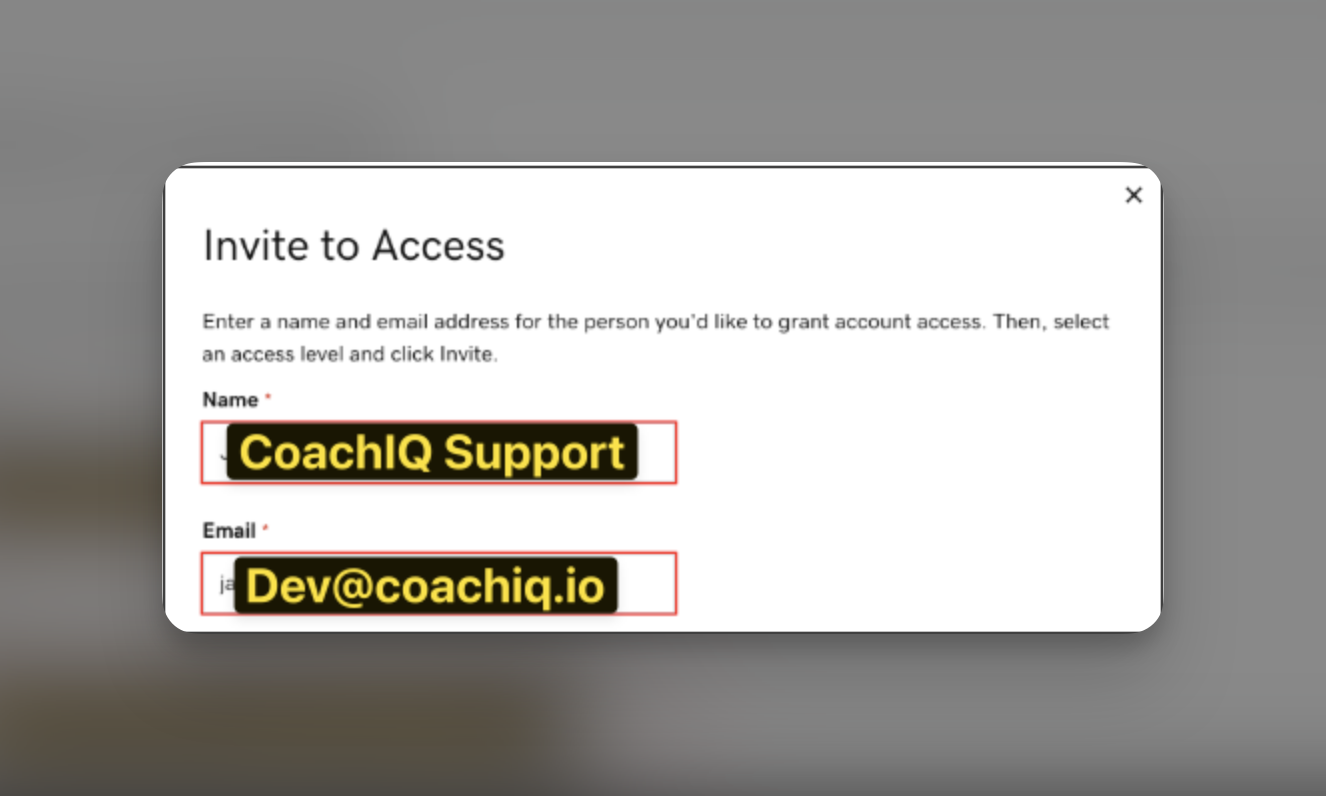 Invite to Access
Enter a name and email address for the person you'd like to grant account access. Then, select
an access level and click Invite.
Name *
CoachIQ Support
Email *
ja
Dev@coachiq.io